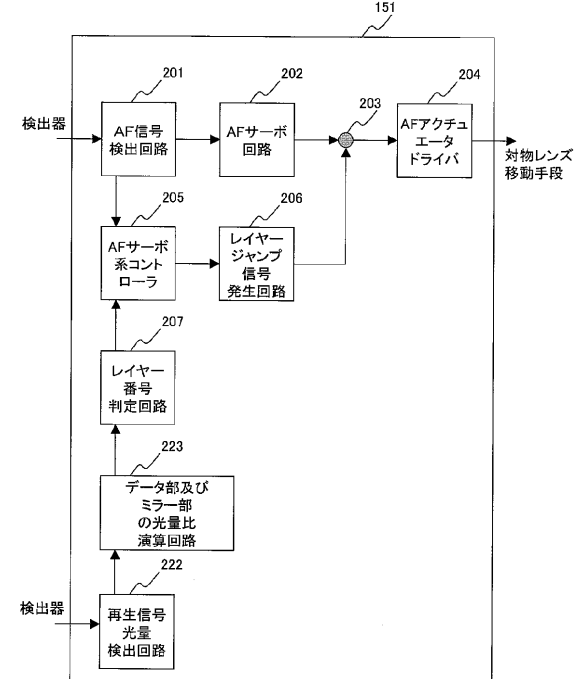 151
201
202
203
204
検出器
AF信号
検出回路
AFサーボ
回路
AFアクチュ
エータ
ドライバ
対物レンズ
移動手段
205
206
AFサーボ
系コント
ローラ
レイヤー
ジャンプ
信号
発生回路
207
レイヤー
番号
判定回路
223
データ部及び
ミラー部
の光量比
演算回路
222
検出器
再生信号
光量
検出回路